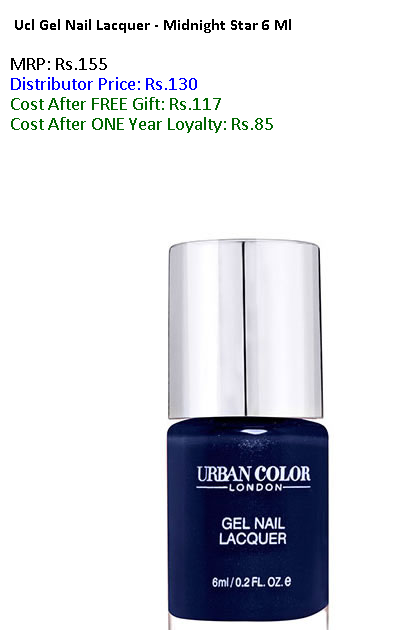 Ucl Gel Nail Lacquer - Midnight Star 6 Ml
MRP: Rs.155
Distributor Price: Rs.130
Cost After FREE Gift: Rs.117
Cost After ONE Year Loyalty: Rs.85
URBAN COLOR
LONDON
GEL NAIL
LACQUER
6ml/0.2 FL. OZ. e